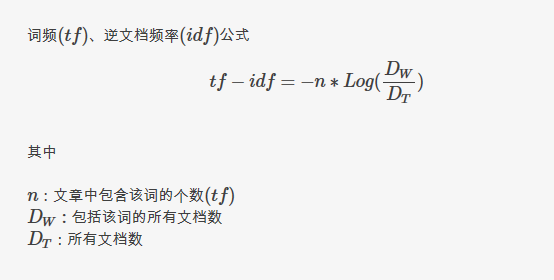 词频(tf)、逆文档频率(idf)公式
tf − idf = −n ∗ Log(\frac{D_W}{D_T})
其中
n：文章中包含该词的个数(tf)
D_W：包括该词的所有文档数
D_T：所有文档数